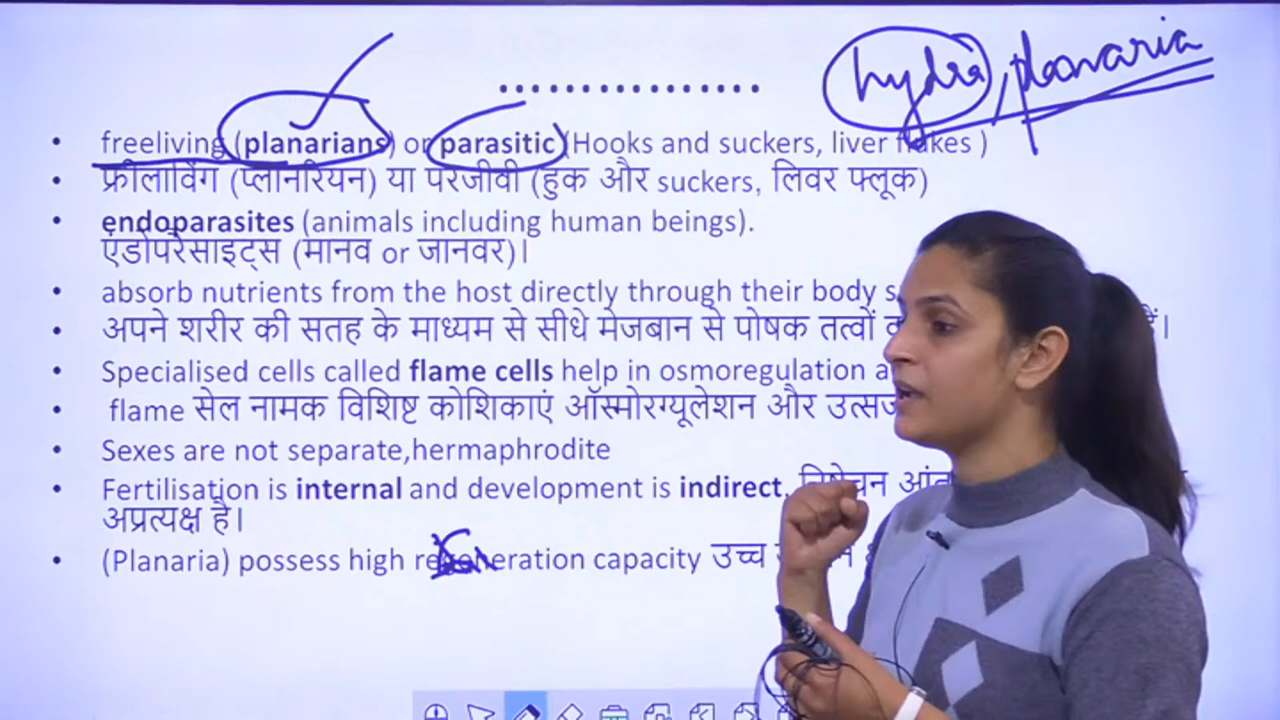 hydra, planaria
...............
• freeliving (planarians) or parasitic (Hooks and suckers, liver flukes )
• फ्रीलाविंग (प्लानरियन) या परजीवी (हुक और suckers, लिवर फ्लूक)
• endoparasites (animals including human beings).
एंडोपरेसाइट्स (मानव or जानवर)।
• absorb nutrients from the host directly through their body
• अपने शरीर की सतह के माध्यम से सीधे मेजबान से पोषक तत्वों
• Specialised cells called flame cells help in osmoregulation
• flame सेल नामक विशिष्ट कोशिकाएं ऑस्मोरग्यूलेशन और
• Sexes are not separate,hermaphrodite
• Fertilisation is internal and development is indirect. निषेचन
अप्रत्यक्ष है।
• (Planaria) possess high regeneration capacity उच्च